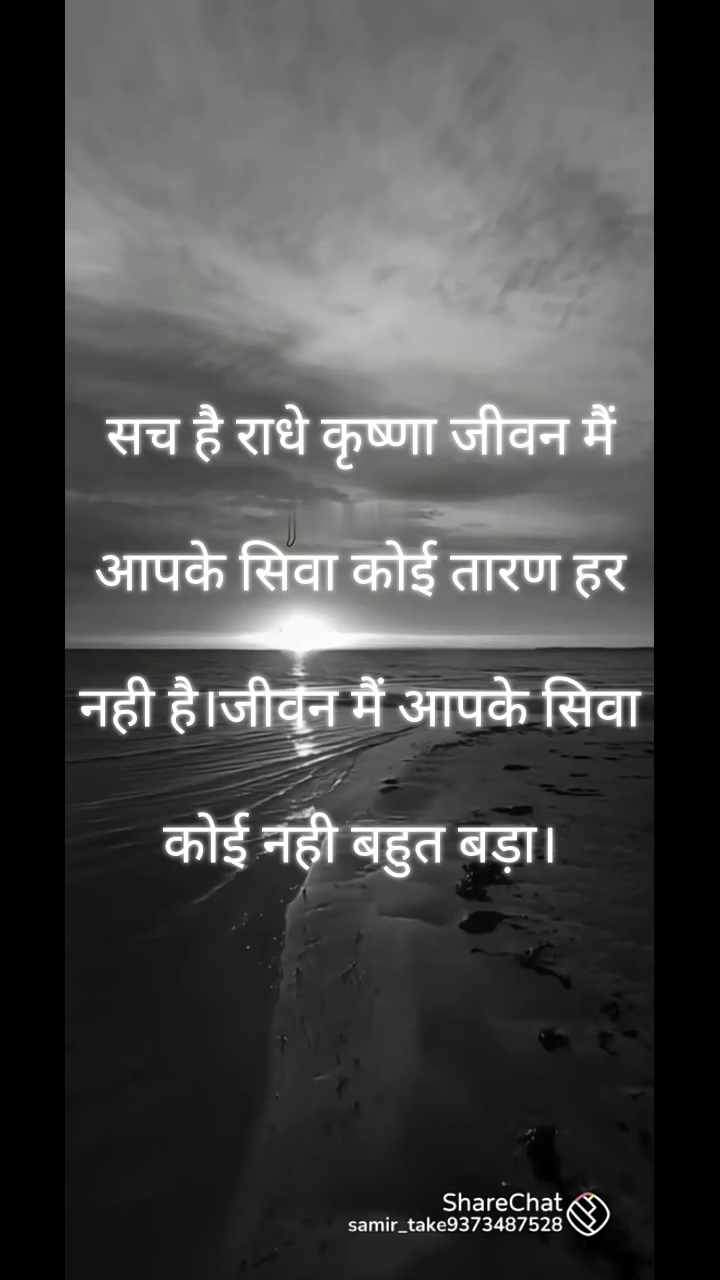 सच है राधे कृष्णा जीवन मैं
आपके सिवा कोई तारण हर
नही है।जीवन मैं आपके सिवा
कोई नही बहुत बड़ा।
ShareChat
samir_take9373487528